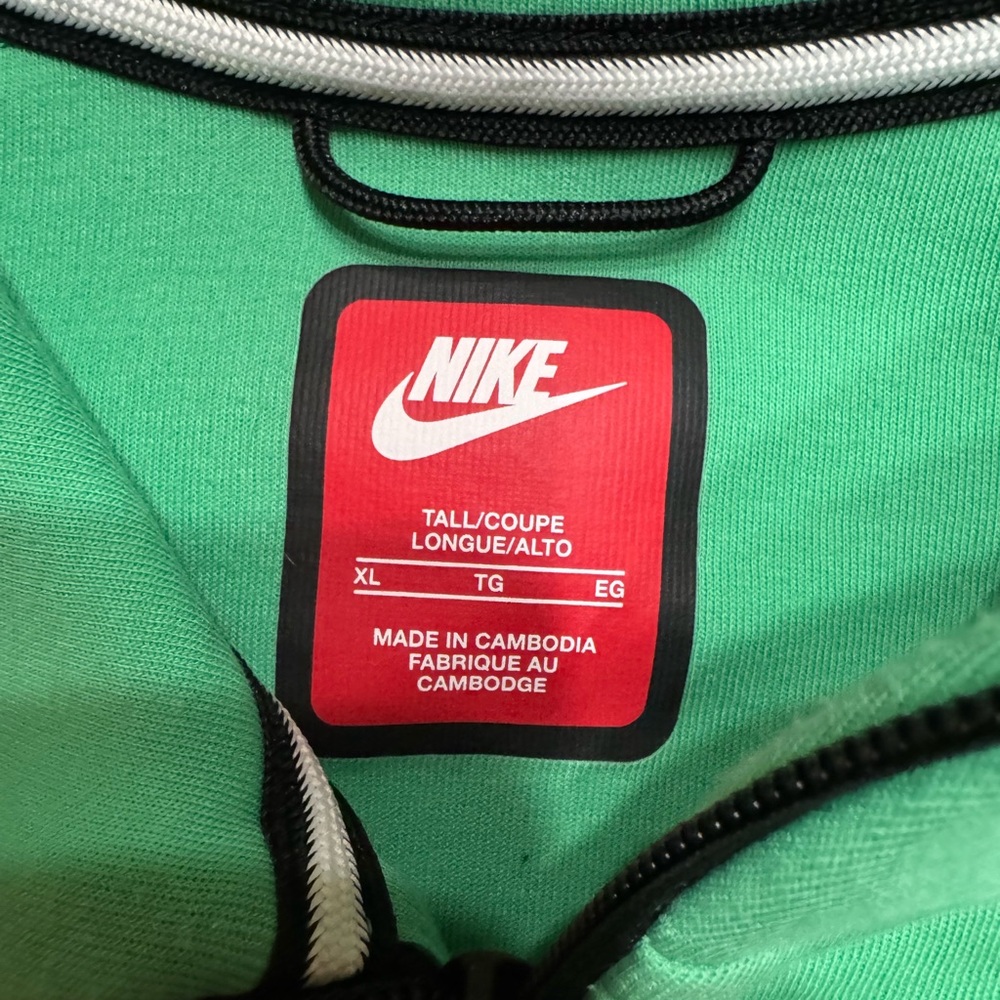 NIKE
TALL/COUPE
LONGUE/ALTO
XL TG EG
MADE IN CAMBODIA
FABRIQUE AU
CAMBODGE